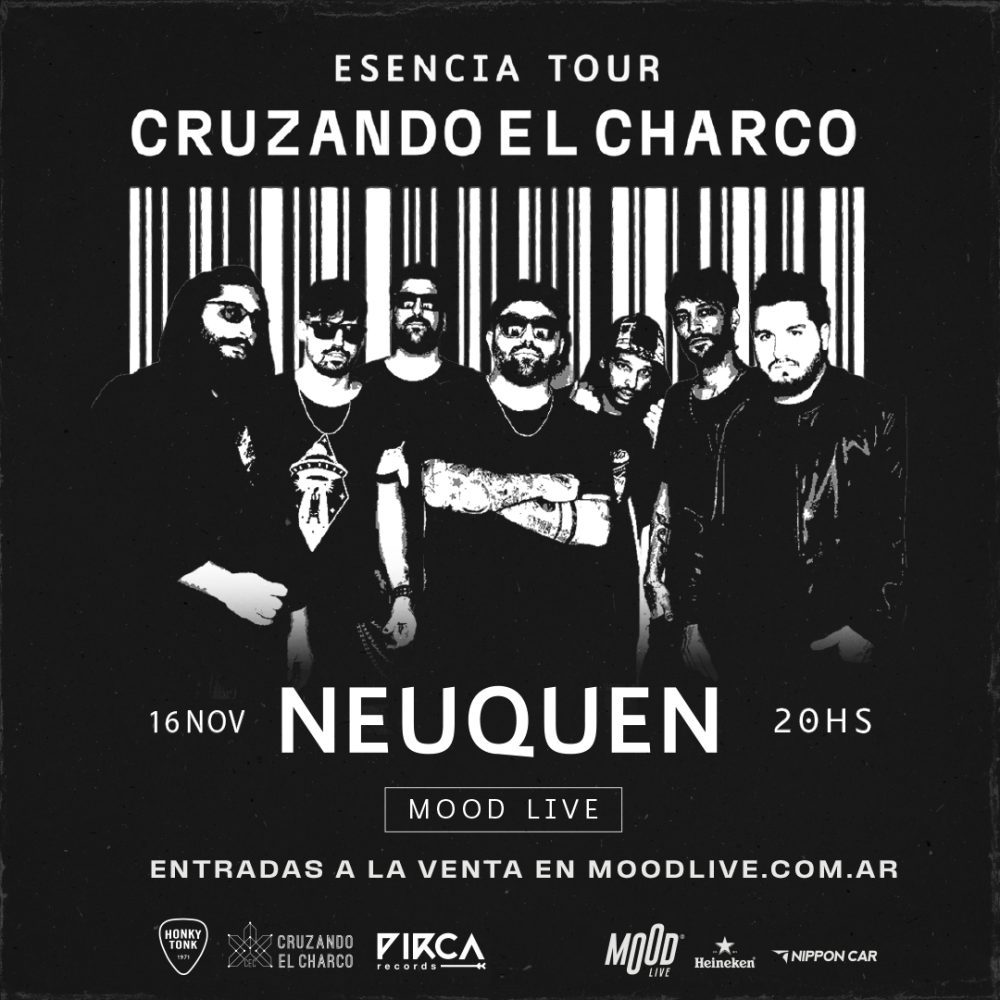 ESENCIA TOUR
CRUZANDO EL CHARCO
16 NOV
NEUQUEN
20HS
MOOD LIVE
ENTRADAS A LA VENTA EN MOODLIVE.COM.AR
HONKY
TONK
1971
CEC
CRUZANDO
EL CHARCO
PIRCA
records
MOOD
LIVE
Heineken
NIPPON CAR